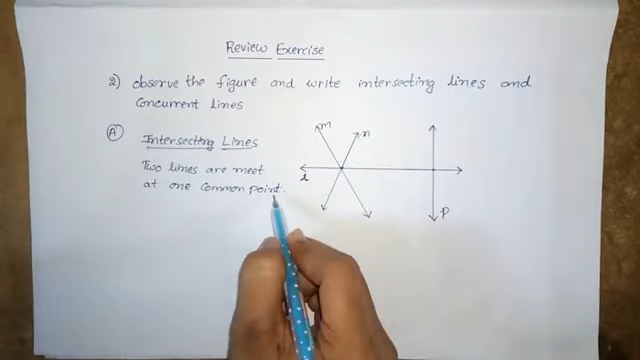 Review Exercise
2) observe the figure and write intersecting lines and
concurrent lines
A Intersecting Lines
Two lines are meet
at one common point.
m
n
l
p